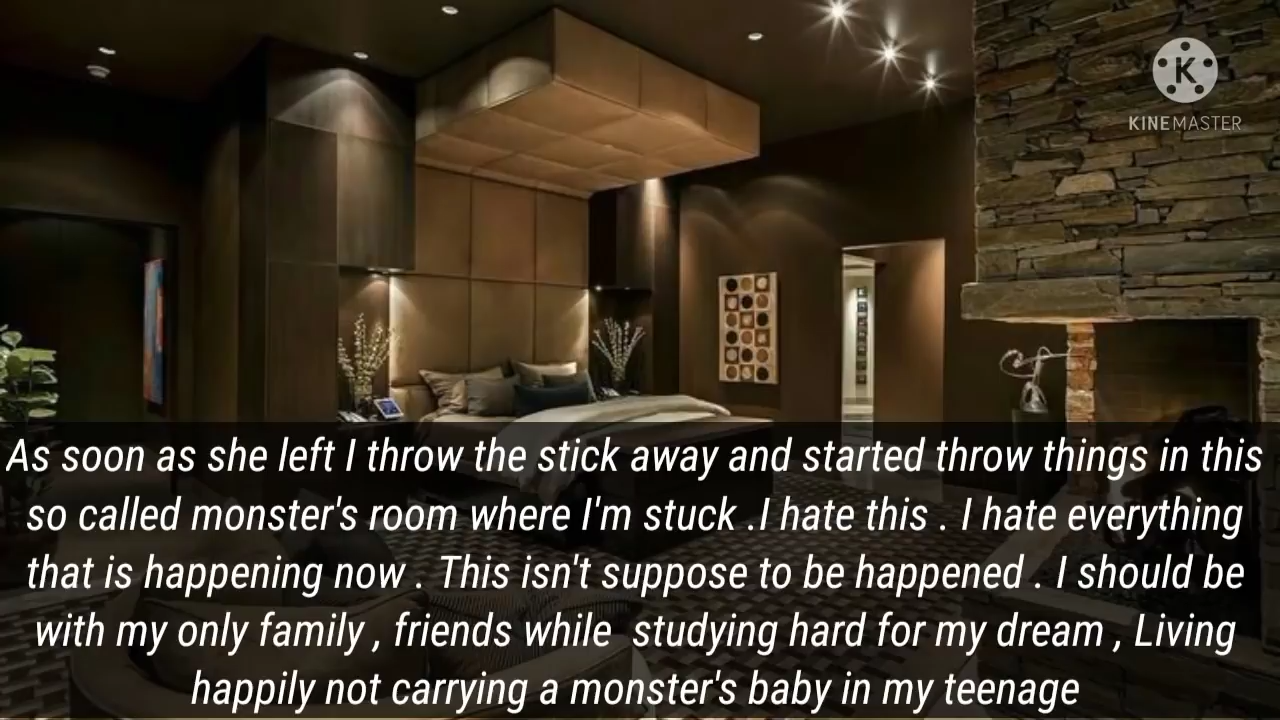 KINEMASTER
As soon as she left I throw the stick away and started throw things in this
so called monster's room where I'm stuck .I hate this . I hate everything
that is happening now . This isn't suppose to be happened . I should be
with my only family , friends while studying hard for my dream , Living
happily not carrying a monster's baby in my teenage